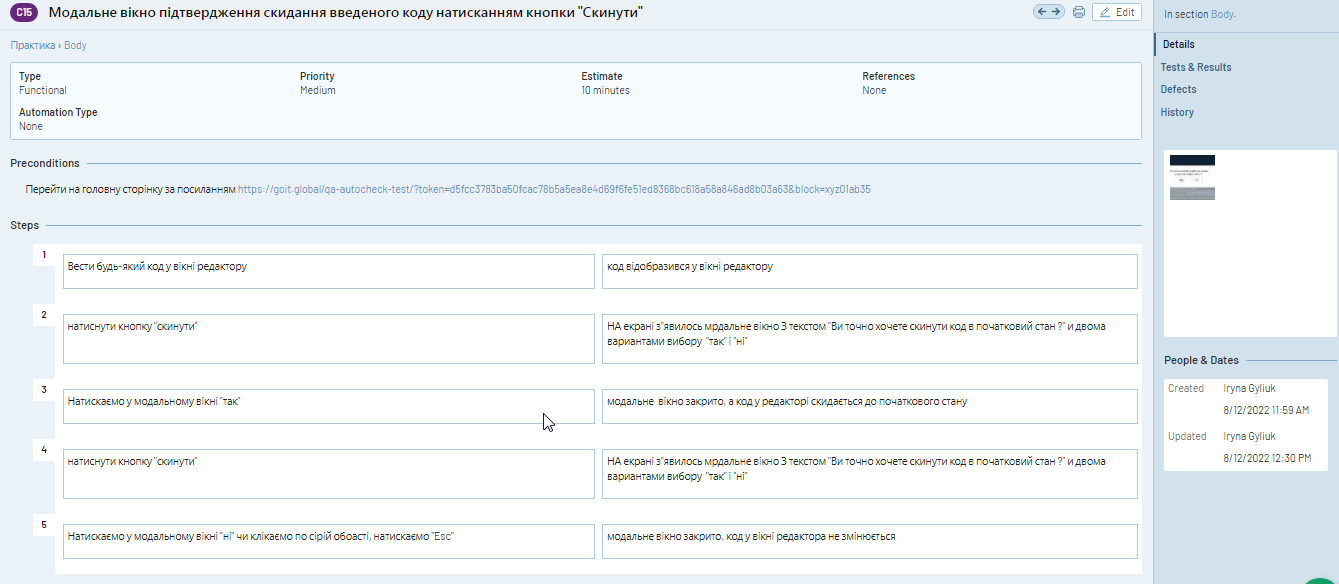 C15 Модальне вікно підтвердження скидання введеного коду натисканням кнопки "Скинути"
Edit
Практика › Body
Type
Functional
Priority
Medium
Estimate
10 minutes
References
None
Automation Type
None
Preconditions
Перейти на головну сторінку за посиланням https://goit.global/qa-autocheck-test/?token=d5fcc3783ba50fcac78b5a5ea8e4d69f6fe51ed8368bc618a58a846ad8b03a63&block=xyz01ab35
Steps
1
Вести будь-який код у вікні редактору
код відобразився у вікні редактору
2
натиснути кнопку "скинути"
НА екрані з"явилось мрдальне вікно З текстом "Ви точно хочете скинути код в початковий стан ?" и двома
вариантами вибору "так" і "ні"
3
Натискаємо у модальному вікні "так"
модальне вікно закрито, а код у редакторі скидається до початкового стану
4
натиснути кнопку "скинути"
НА екрані з"явилось мрдальне вікно З текстом "Ви точно хочете скинути код в початковий стан ?" и двома
вариантами вибору "так" і "ні"
5
Натискаємо у модальному вікні "ні" чи клікаємо по сірій обоасті, натискаємо "Esc"
модальне вікно закрито, код у вікні редактора не змінюється
In section Body.
Details
Tests & Results
Defects
History
People & Dates
Created Iryna Gyliuk
8/12/2022 11:59 AM
Updated Iryna Gyliuk
8/12/2022 12:30 PM